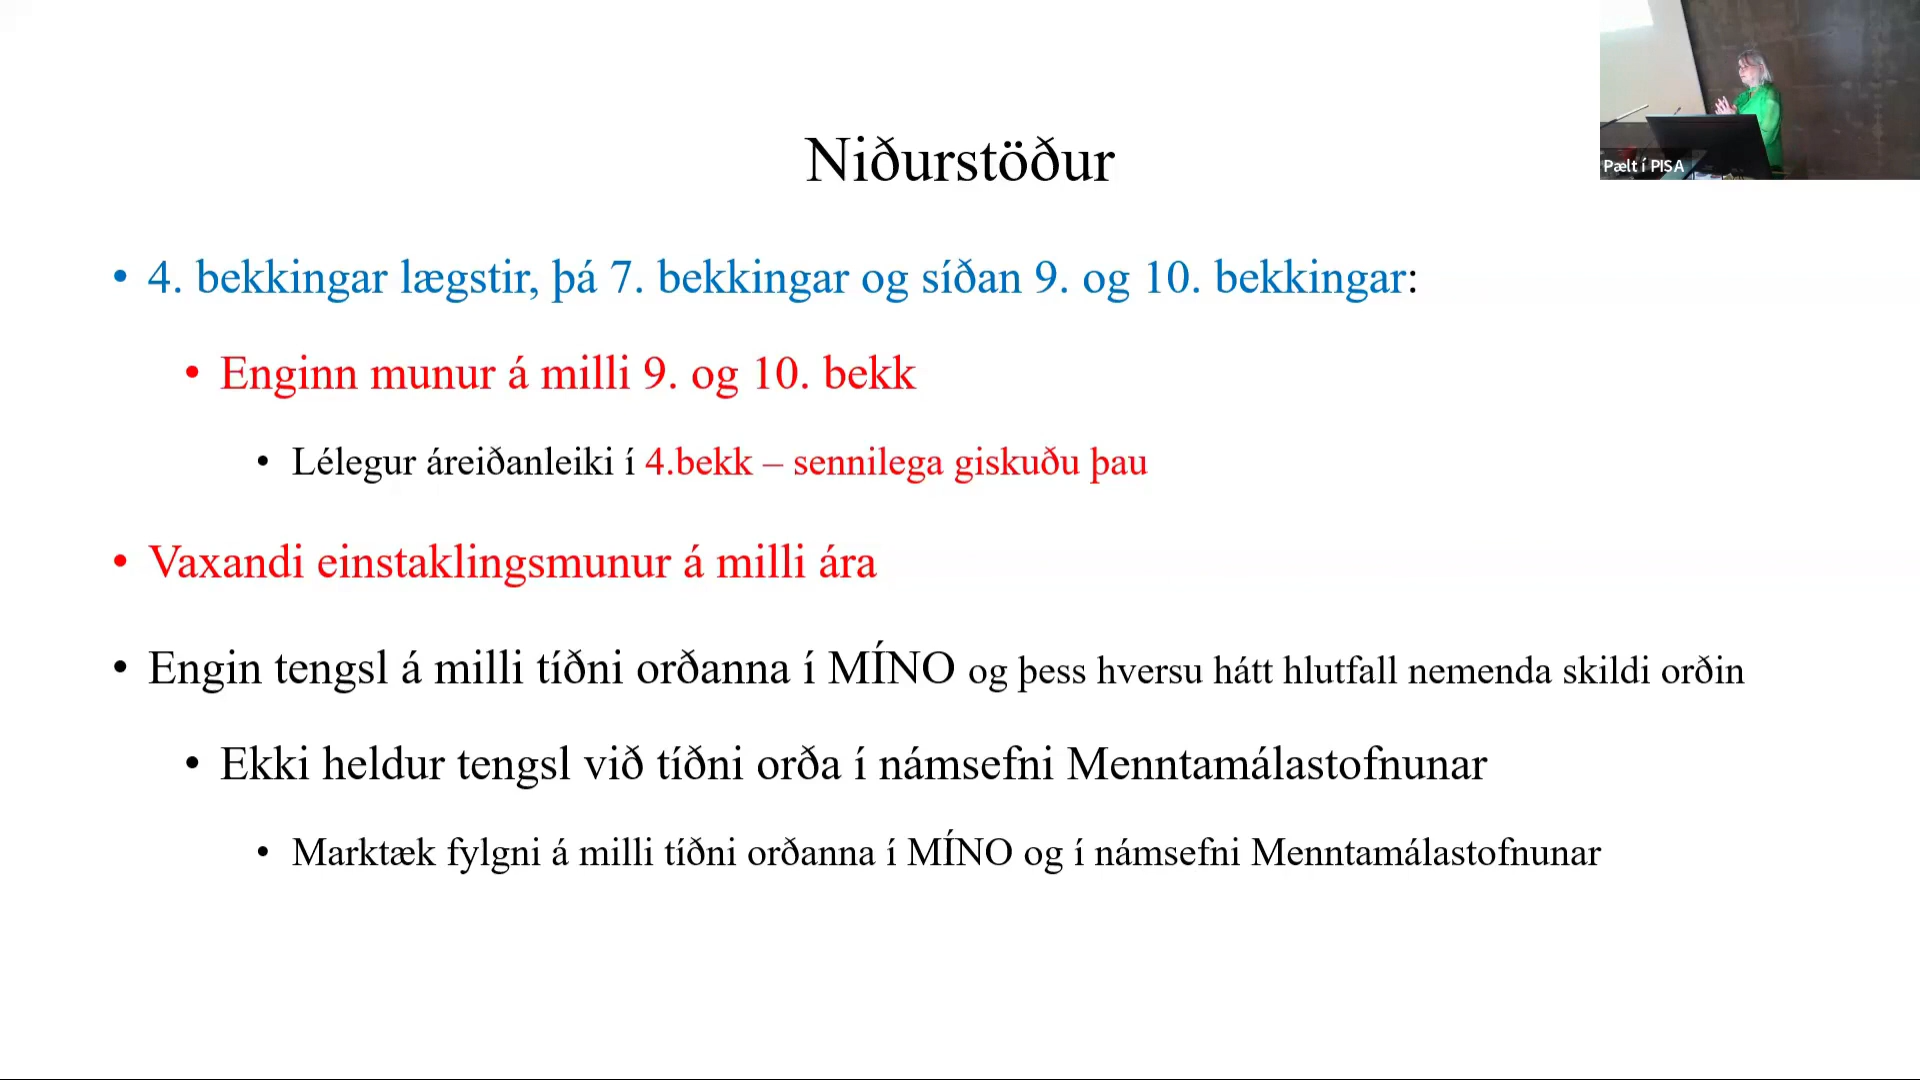 Niðurstöður
Pælt í PISA
• 4. bekkingar lægstir, þá 7. bekkingar og síðan 9. og 10. bekkingar:
• Enginn munur á milli 9. og 10. bekk
• Lélegur áreiðanleiki í 4.bekk – sennilega giskuðu þau
• Vaxandi einstaklingsmunur á milli ára
• Engin tengsl á milli tíðni orðanna í MÍNO og þess hversu hátt hlutfall nemenda skildi orðin
• Ekki heldur tengsl við tíðni orða í námsefni Menntamálastofnunar
• Marktæk fylgni á milli tíðni orðanna í MÍNO og í námsefni Menntamálastofnunar